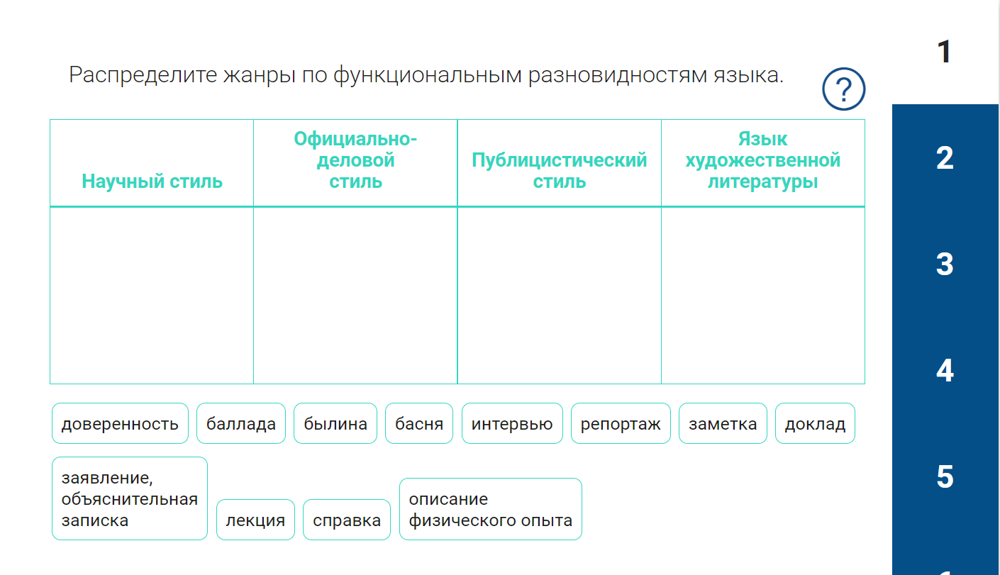 Распределите жанры по функциональным разновидностям языка.
?
Научный стиль
Официально-
деловой
стиль
Публицистический
стиль
Язык
художественной
литературы
доверенность
баллада
былина
басня
интервью
репортаж
заметка
доклад
заявление,
объяснительная
записка
лекция
справка
описание
физического опыта
1
2
3
4
5